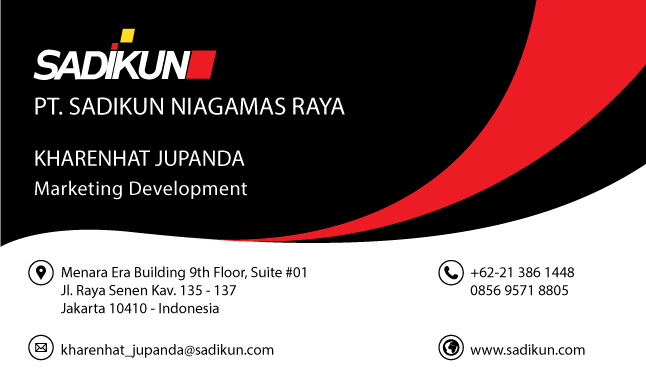 SADIKUN
PT. SADIKUN NIAGAMAS RAYA
KHARENHAT JUPANDA
Marketing Development
Menara Era Building 9th Floor, Suite #01
Jl. Raya Senen Kav. 135 - 137
Jakarta 10410 - Indonesia
+62-21 386 1448
0856 9571 8805
kharenhat_jupanda@sadikun.com
www.sadikun.com